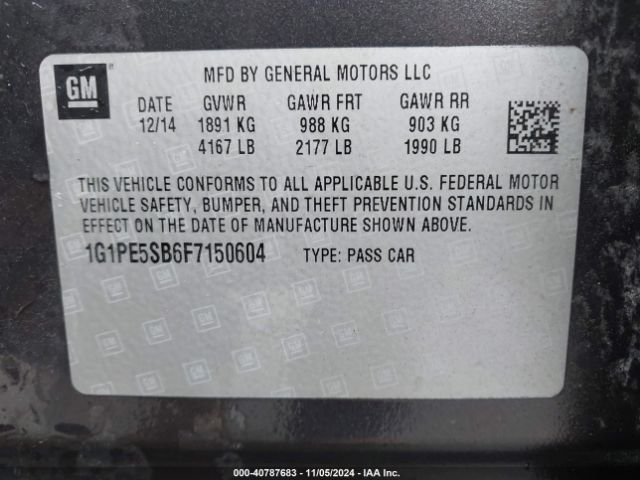 GM
MFD BY GENERAL MOTORS LLC
DATE GVWR GAWR FRT GAWR RR
12/14 1891 KG 988 KG 903 KG
4167 LB 2177 LB 1990 LB
THIS VEHICLE CONFORMS TO ALL APPLICABLE U.S. FEDERAL MOTOR
VEHICLE SAFETY, BUMPER, AND THEFT PREVENTION STANDARDS IN
EFFECT ON THE DATE OF MANUFACTURE SHOWN ABOVE.
1G1PE5SB6F7150604 TYPE: PASS CAR
000-40787683 - 11/05/2024 - IAA Inc.